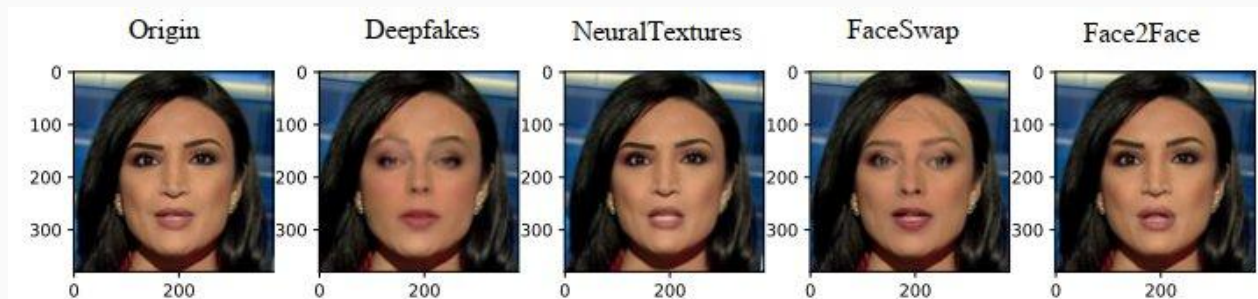 Origin Deepfakes NeuralTextures FaceSwap Face2Face
0 0 0 0 0
100 100 100 100 100
200 200 200 200 200
300 300 300 300 300
0 200 0 200 0 200 0 200 0 200